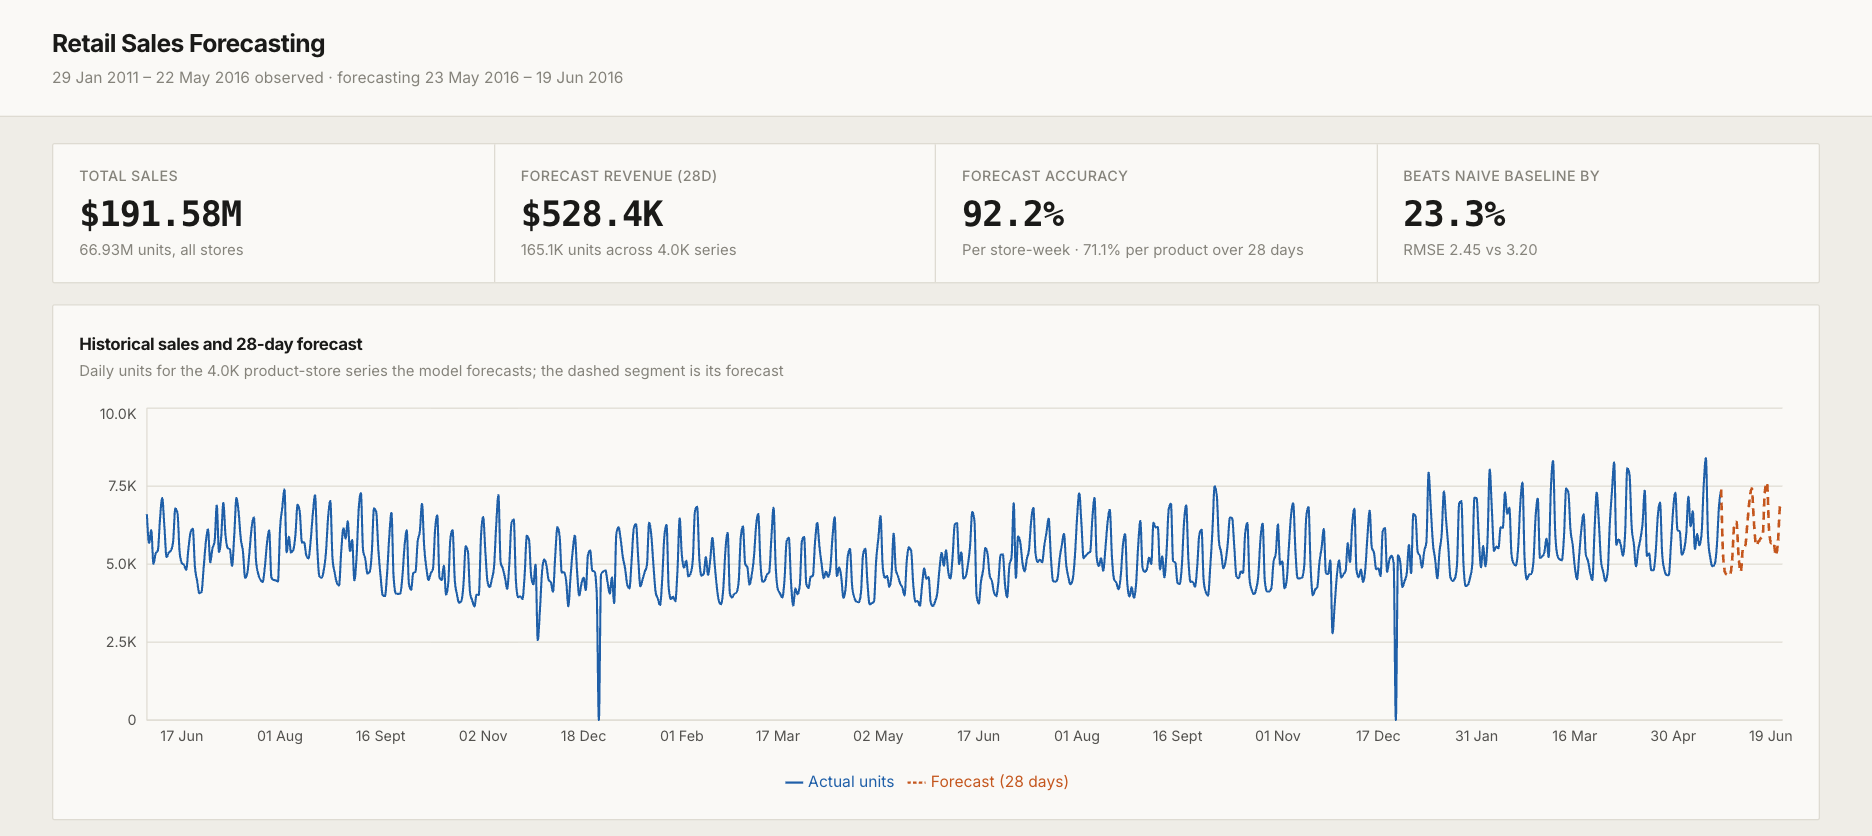 Retail Sales Forecasting
29 Jan 2011 – 22 May 2016 observed · forecasting 23 May 2016 – 19 Jun 2016
TOTAL SALES
$191.58M
66.93M units, all stores
FORECAST REVENUE (28D)
$528.4K
165.1K units across 4.0K series
FORECAST ACCURACY
92.2%
Per store-week · 71.1% per product over 28 days
BEATS NAIVE BASELINE BY
23.3%
RMSE 2.45 vs 3.20
Historical sales and 28-day forecast
Daily units for the 4.0K product-store series the model forecasts; the dashed segment is its forecast
10.0K
7.5K
5.0K
2.5K
0
17 Jun 01 Aug 16 Sept 02 Nov 18 Dec 01 Feb 17 Mar 02 May 17 Jun 01 Aug 16 Sept 01 Nov 17 Dec 31 Jan 16 Mar 30 Apr 19 Jun
Actual units Forecast (28 days)